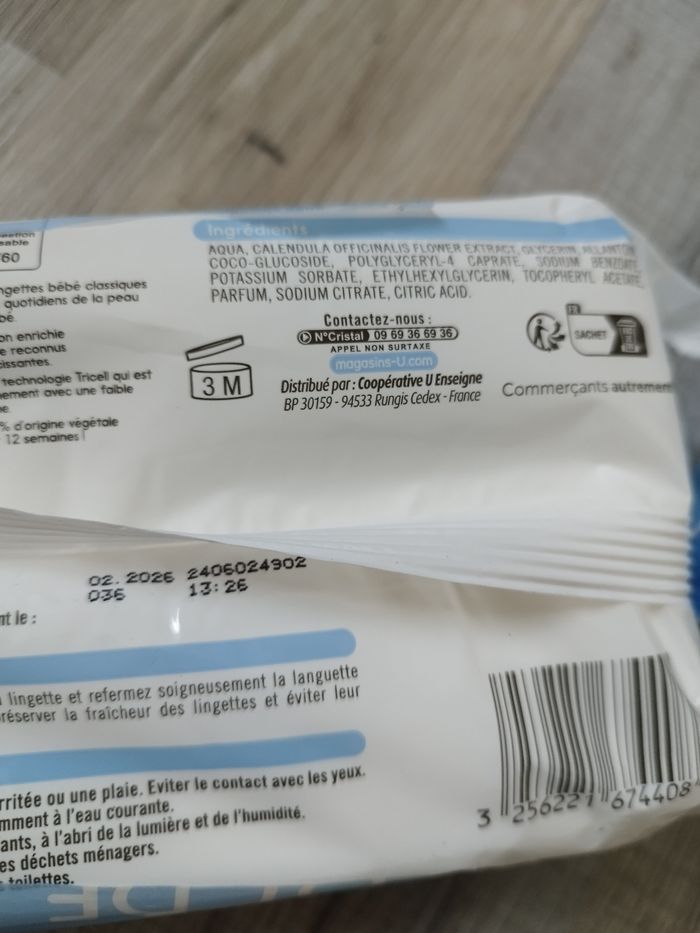 60
Ingrédients
AQUA, CALENDULA OFFICINALIS FLOWER EXTRACT, GLYCERIN, ALLANTOIN,
COCO-GLUCOSIDE, POLYGLYCERYL-4 CAPRATE, SODIUM BENZOATE,
POTASSIUM SORBATE, ETHYLHEXYLGLYCERIN, TOCOPHERYL ACETATE,
PARFUM, SODIUM CITRATE, CITRIC ACID.
ngettes bébé classiques
quotidiens de la peau
bé.
on enrichie
e reconnus
issantes.
technologie Tricell qui est
ement avec une faible
e.
% d'origine végétale
12 semaines
3 M
Contactez-nous :
N°Cristal 09 69 36 69 36
APPEL NON SURTAXÉ
magasins-U.com
Distribué par : Coopérative U Enseigne
BP 30159 - 94533 Rungis Cedex - France
FR
SACHET
Commerçants autrement
02.2026 2406024902
036 13:26
nt le :
lingette et refermez soigneusement la languette
réserver la fraîcheur des lingettes et éviter leur
rritée ou une plaie. Eviter le contact avec les yeux.
mment à l'eau courante.
ants, à l'abri de la lumière et de l'humidité.
es déchets ménagers.
toilettes.
3 256221 674408